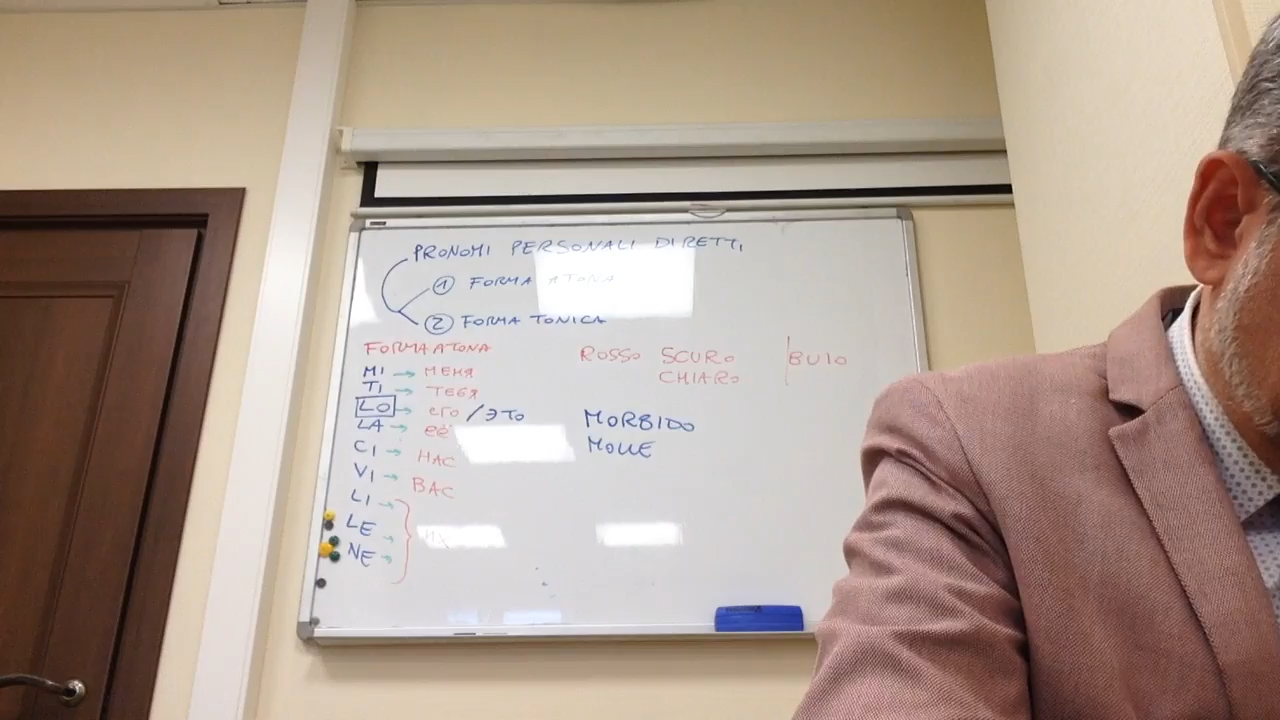 PRONOMI PERSONALI DIRETTI
1 FORMA ATONA
2 FORMA TONICA
FORMA ATONA
MI → МЕНЯ
TI → ТЕБЯ
LO → его / ЭТО
LA → её
CI → НАС
VI → ВАС
LI →
LE →
NE →
их
ROSSO SCURO | BUIO
CHIARO
MORBIDO
MOLLE